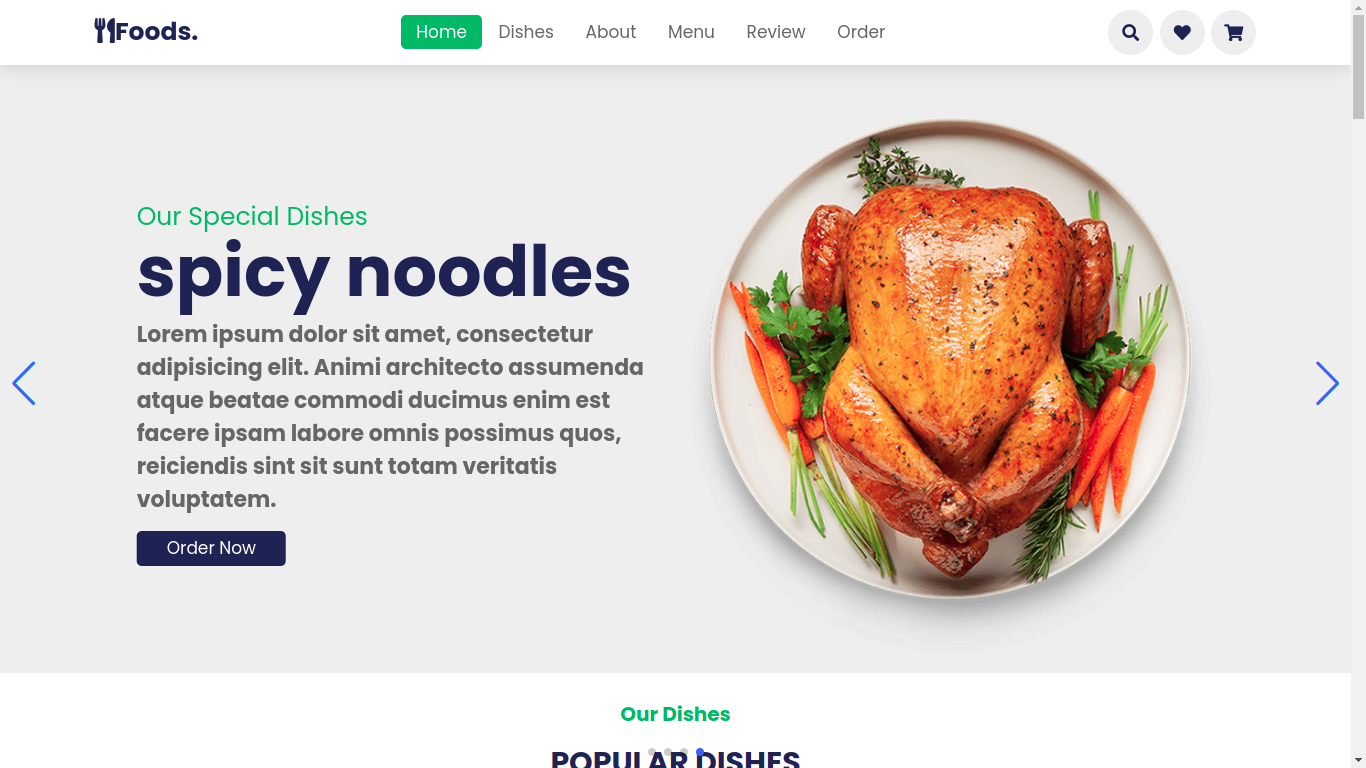 Foods.
Home Dishes About Menu Review Order
Our Special Dishes
spicy noodles
Lorem ipsum dolor sit amet, consectetur
adipisicing elit. Animi architecto assumenda
atque beatae commodi ducimus enim est
facere ipsam labore omnis possimus quos,
reiciendis sint sit sunt totam veritatis
voluptatem.
Order Now
Our Dishes
POPULAR DISHES